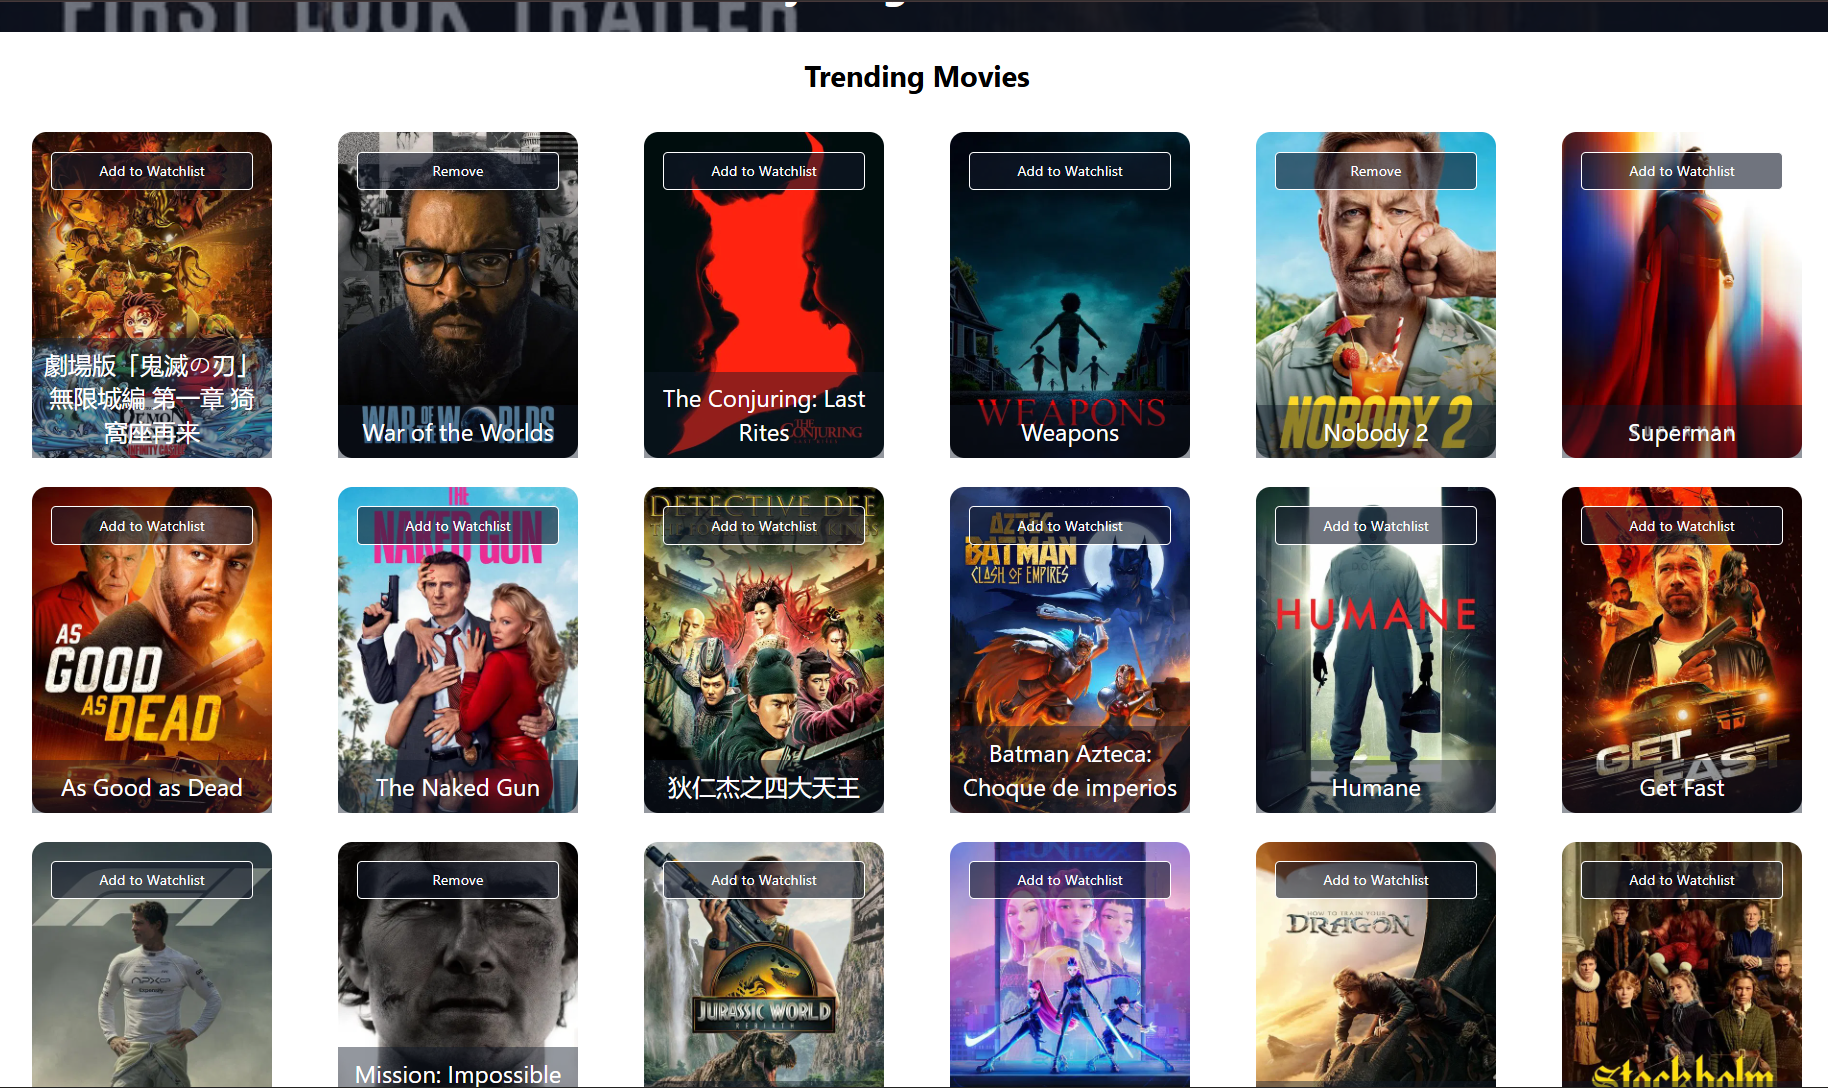 FIRST LOOK TRAILER
Trending Movies
Add to Watchlist
Remove
Add to Watchlist
Add to Watchlist
Remove
Add to Watchlist
劇場版「鬼滅の刃」
無限城編 第一章 猗
窩座再来
INFINITY CASTLE
WAR OF THE WORLDS
War of the Worlds
The Conjuring: Last
Rites
THE
CONJURING
LAST RITES
WEAPONS
Weapons
NOBODY 2
Nobody 2
SUPERMAN
Superman
Add to Watchlist
Add to Watchlist
Add to Watchlist
Add to Watchlist
Add to Watchlist
Add to Watchlist
AS
GOOD
AS DEAD
As Good as Dead
THE
NAKED GUN
The Naked Gun
DETECTIVE DEE
狄仁杰之四大天王
AZTEC
BATMAN
CLASH OF EMPIRES
Batman Azteca:
Choque de imperios
HUMANE
Humane
GET
FAST
Get Fast
Add to Watchlist
Remove
Add to Watchlist
Add to Watchlist
Add to Watchlist
Add to Watchlist
APXGP
Mission: Impossible
JURASSIC WORLD
REBIRTH
HOW TO TRAIN YOUR
DRAGON
Stockholm